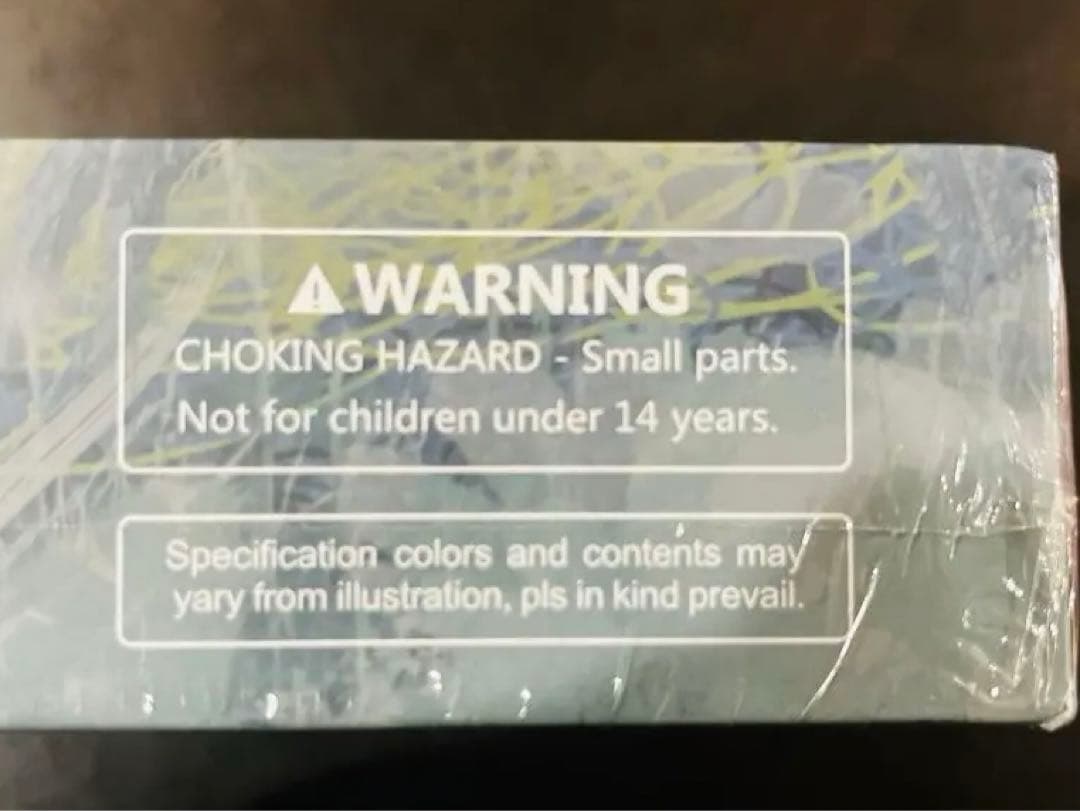 ⚠WARNING
CHOKING HAZARD - Small parts.
Not for children under 14 years.
Specification colors and contents may
yary from illustration, pls in kind prevail.